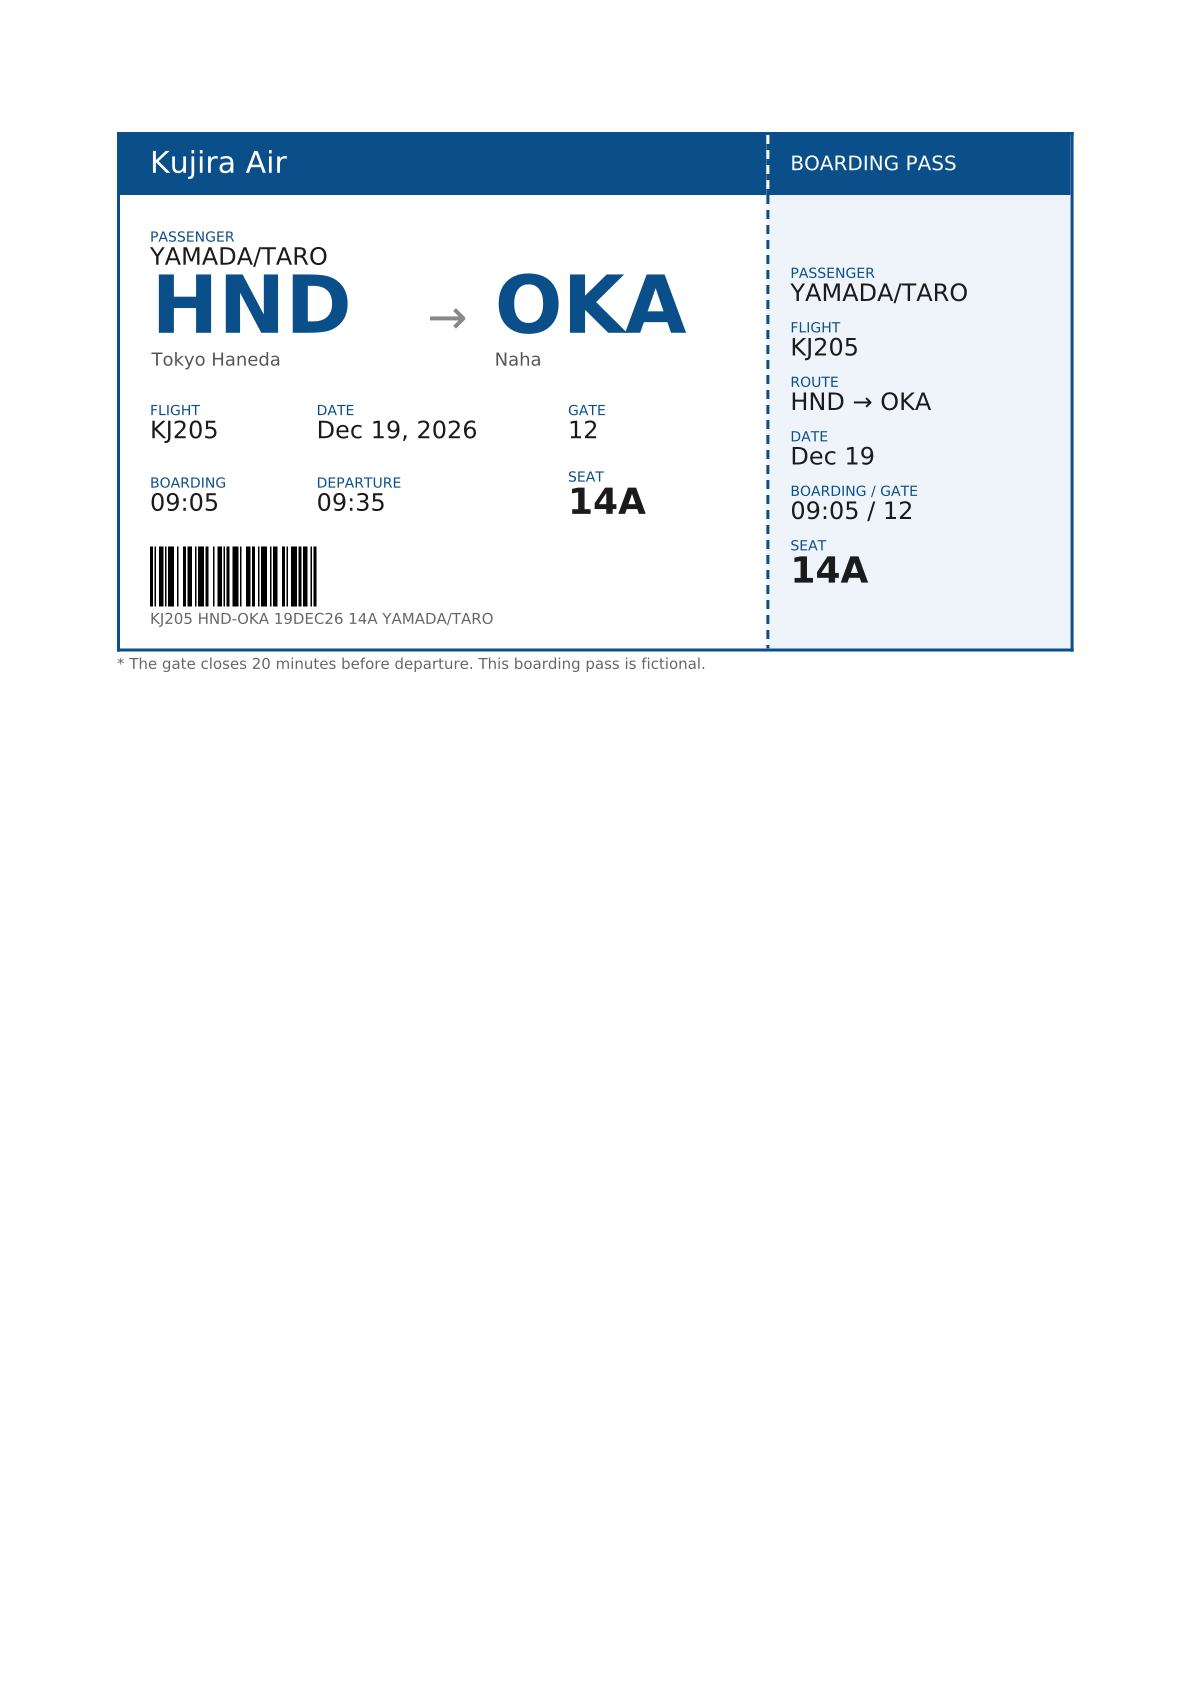 Kujira Air
PASSENGER
YAMADA/TARO
HND → OKA
Tokyo Haneda Naha
FLIGHT DATE GATE
KJ205 Dec 19, 2026 12
BOARDING DEPARTURE SEAT
09:05 09:35 14A
KJ205 HND-OKA 19DEC26 14A YAMADA/TARO
BOARDING PASS
PASSENGER
YAMADA/TARO
FLIGHT
KJ205
ROUTE
HND → OKA
DATE
Dec 19
BOARDING / GATE
09:05 / 12
SEAT
14A
* The gate closes 20 minutes before departure. This boarding pass is fictional.